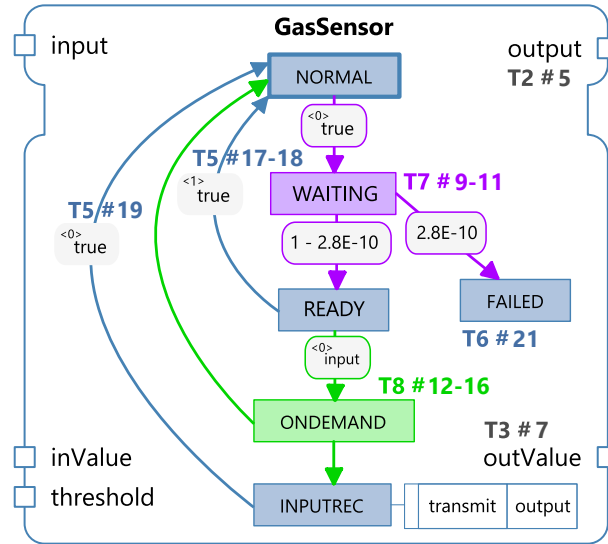 GasSensor
input
output
T2 #5
NORMAL
<0>
true
T5 #17-18
<1>
true
T7 #9-11
WAITING
T5 #19
<0>
true
1 - 2.8E-10
2.8E-10
READY
FAILED
T6 #21
<0>
input
T8 #12-16
ONDEMAND
T3 #7
inValue
outValue
threshold
INPUTREC
transmit
output